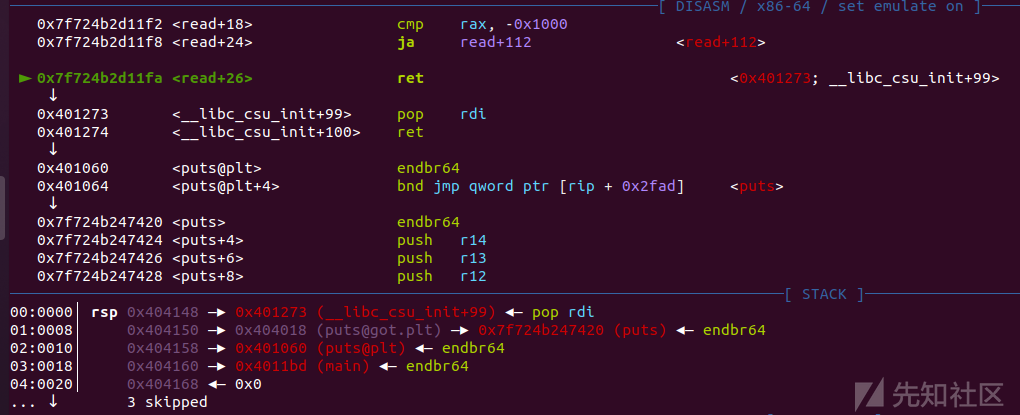 [ DISASM / x86-64 / set emulate on ]
0x7f724b2d11f2 <read+18> cmp rax, -0x1000
0x7f724b2d11f8 <read+24> ja read+112 <read+112>
► 0x7f724b2d11fa <read+26> ret <0x401273; __libc_csu_init+99>
↓
0x401273 <__libc_csu_init+99> pop rdi
0x401274 <__libc_csu_init+100> ret
↓
0x401060 <puts@plt> endbr64
0x401064 <puts@plt+4> bnd jmp qword ptr [rip + 0x2fad] <puts>
↓
0x7f724b247420 <puts> endbr64
0x7f724b247424 <puts+4> push r14
0x7f724b247426 <puts+6> push r13
0x7f724b247428 <puts+8> push r12
[ STACK ]
00:0000│ rsp 0x404148 —▸ 0x401273 (__libc_csu_init+99) ◂— pop rdi
01:0008│ 0x404150 —▸ 0x404018 (puts@got.plt) —▸ 0x7f724b247420 (puts) ◂— endbr64
02:0010│ 0x404158 —▸ 0x401060 (puts@plt) ◂— endbr64
03:0018│ 0x404160 —▸ 0x4011bd (main) ◂— endbr64
04:0020│ 0x404168 ◂— 0x0
... ↓ 3 skipped
先知社区